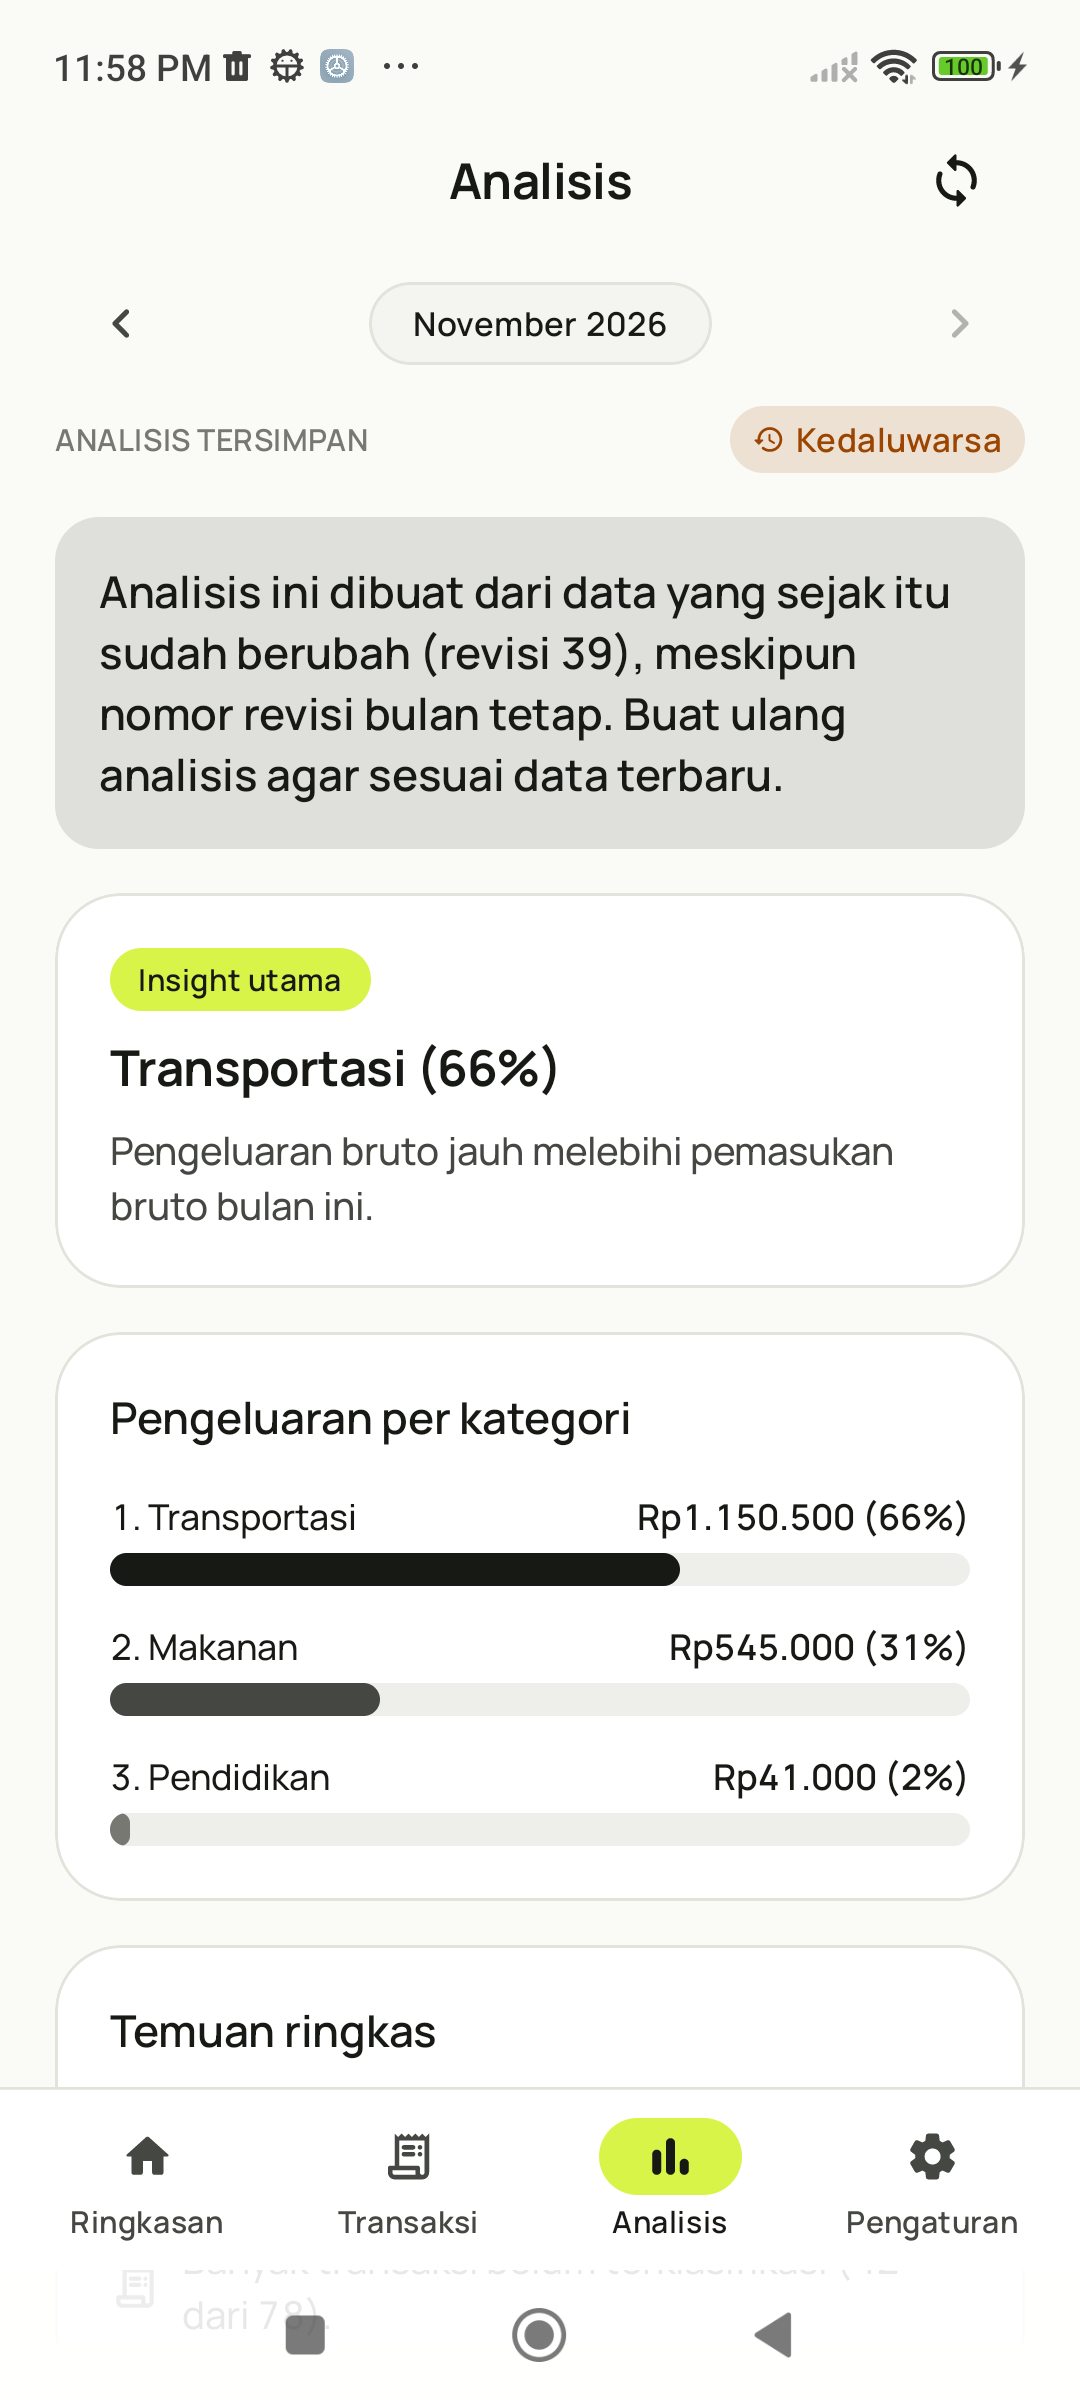 11:58 PM
100
Analisis
November 2026
ANALISIS TERSIMPAN
Kedaluwarsa
Analisis ini dibuat dari data yang sejak itu
sudah berubah (revisi 39), meskipun
nomor revisi bulan tetap. Buat ulang
analisis agar sesuai data terbaru.
Insight utama
Transportasi (66%)
Pengeluaran bruto jauh melebihi pemasukan
bruto bulan ini.
Pengeluaran per kategori
1. Transportasi Rp1.150.500 (66%)
2. Makanan Rp545.000 (31%)
3. Pendidikan Rp41.000 (2%)
Temuan ringkas
Ringkasan Transaksi Analisis Pengaturan
dari 78).